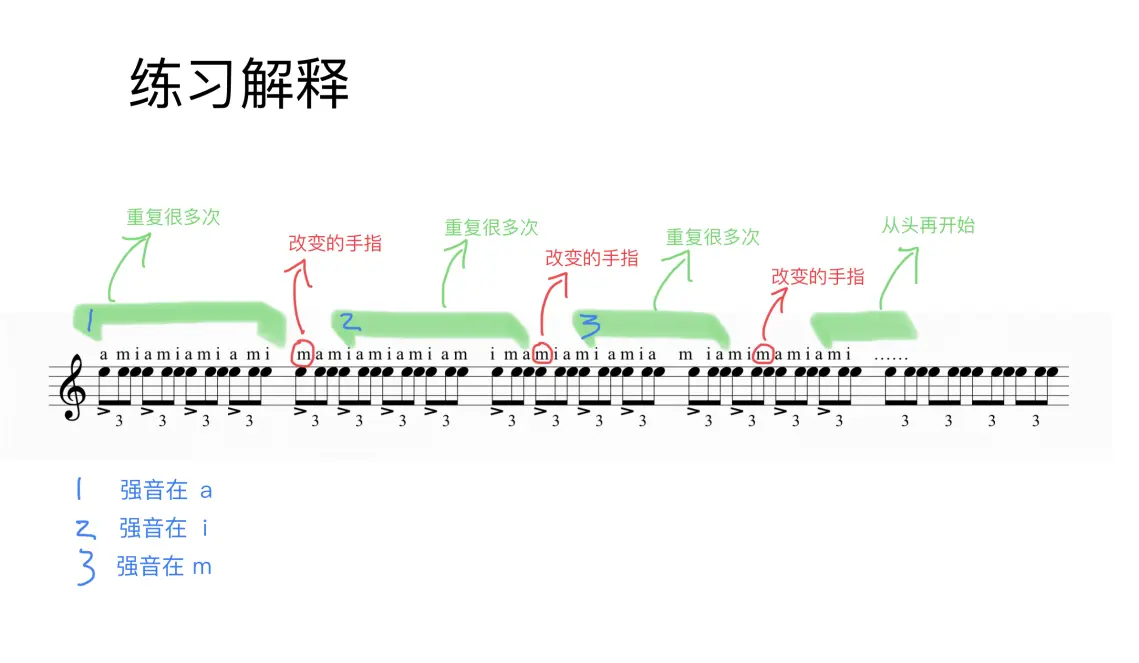 练习解释
重复很多次
改变的手指
重复很多次
改变的手指
重复很多次
改变的手指
从头再开始
1
2
3
a m i a m i a m i a m i m a m i a m i a m i a m i m a m i a m i a m i a m i a m i m a m i a m i ……
3 3 3 3 3 3 3 3 3 3 3 3 3 3 3 3 3 3 3
1 强音在 a
2 强音在 i
3 强音在 m